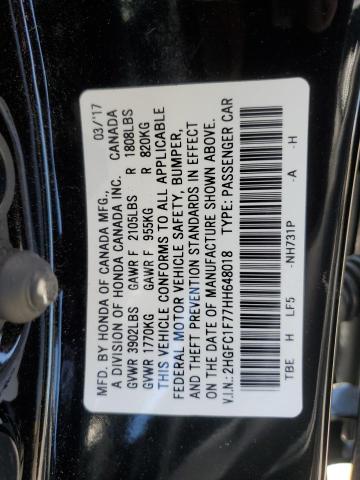 MFD. BY HONDA OF CANADA MFG., 03/'17
A DIVISION OF HONDA CANADA INC. CANADA
GVWR 3902LBS GAWR F 2105LBS R 1808LBS
GVWR 1770KG GAWR F 955KG R 820KG
THIS VEHICLE CONFORMS TO ALL APPLICABLE
FEDERAL MOTOR VEHICLE SAFETY, BUMPER,
AND THEFT PREVENTION STANDARDS IN EFFECT
ON THE DATE OF MANUFACTURE SHOWN ABOVE.
V.I.N.: 2HGFC1F77HH648018 TYPE: PASSENGER CAR
TBE H LF5 -NH731P -A -H